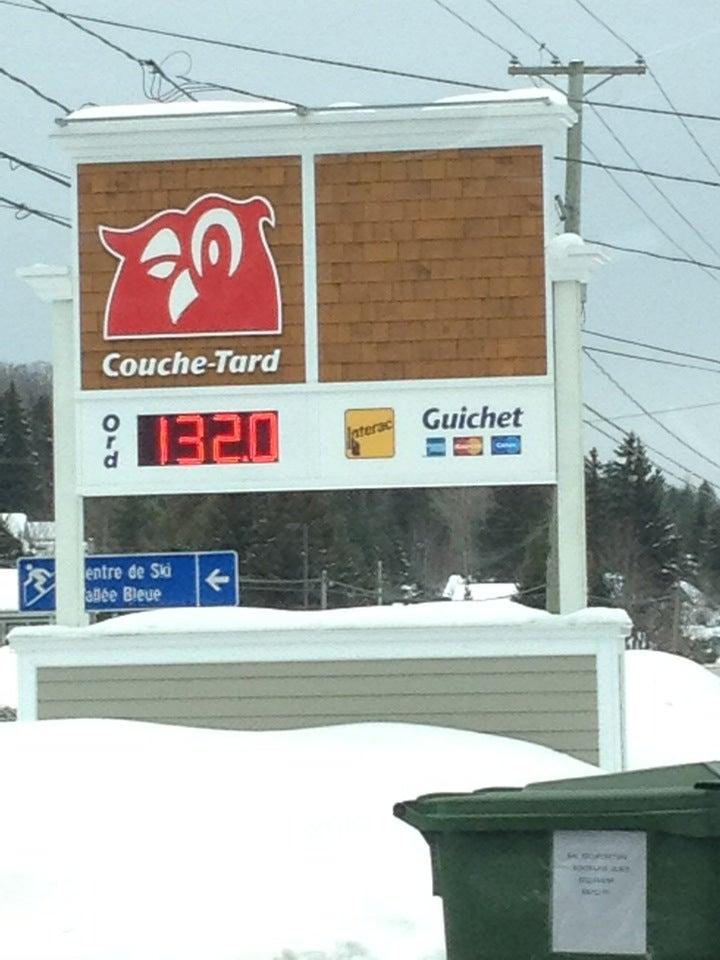 Couche-Tard
Ord
132.0
Interac
Guichet
entre de Ski
allée Bleue